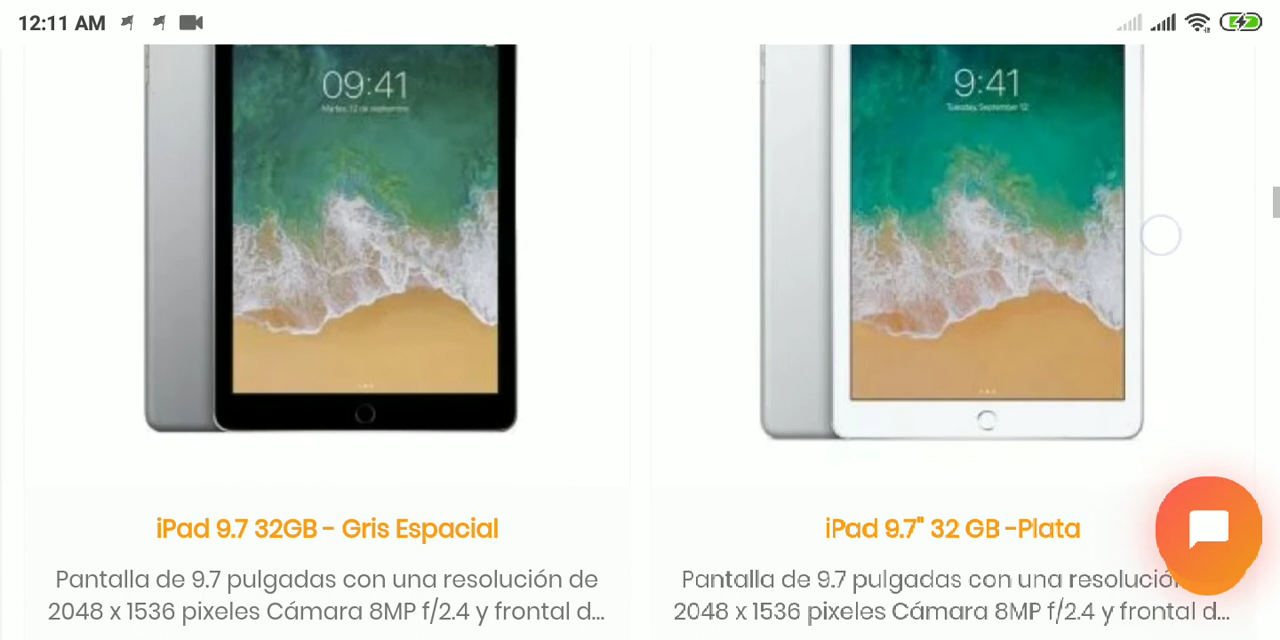 12:11 AM
09:41
Martes, 12 de septiembre
9:41
Tuesday, September 12
iPad 9.7 32GB - Gris Espacial
Pantalla de 9.7 pulgadas con una resolución de
2048 x 1536 pixeles Cámara 8MP f/2.4 y frontal d...
iPad 9.7" 32 GB -Plata
Pantalla de 9.7 pulgadas con una resolución
2048 x 1536 pixeles Cámara 8MP f/2.4 y frontal d...